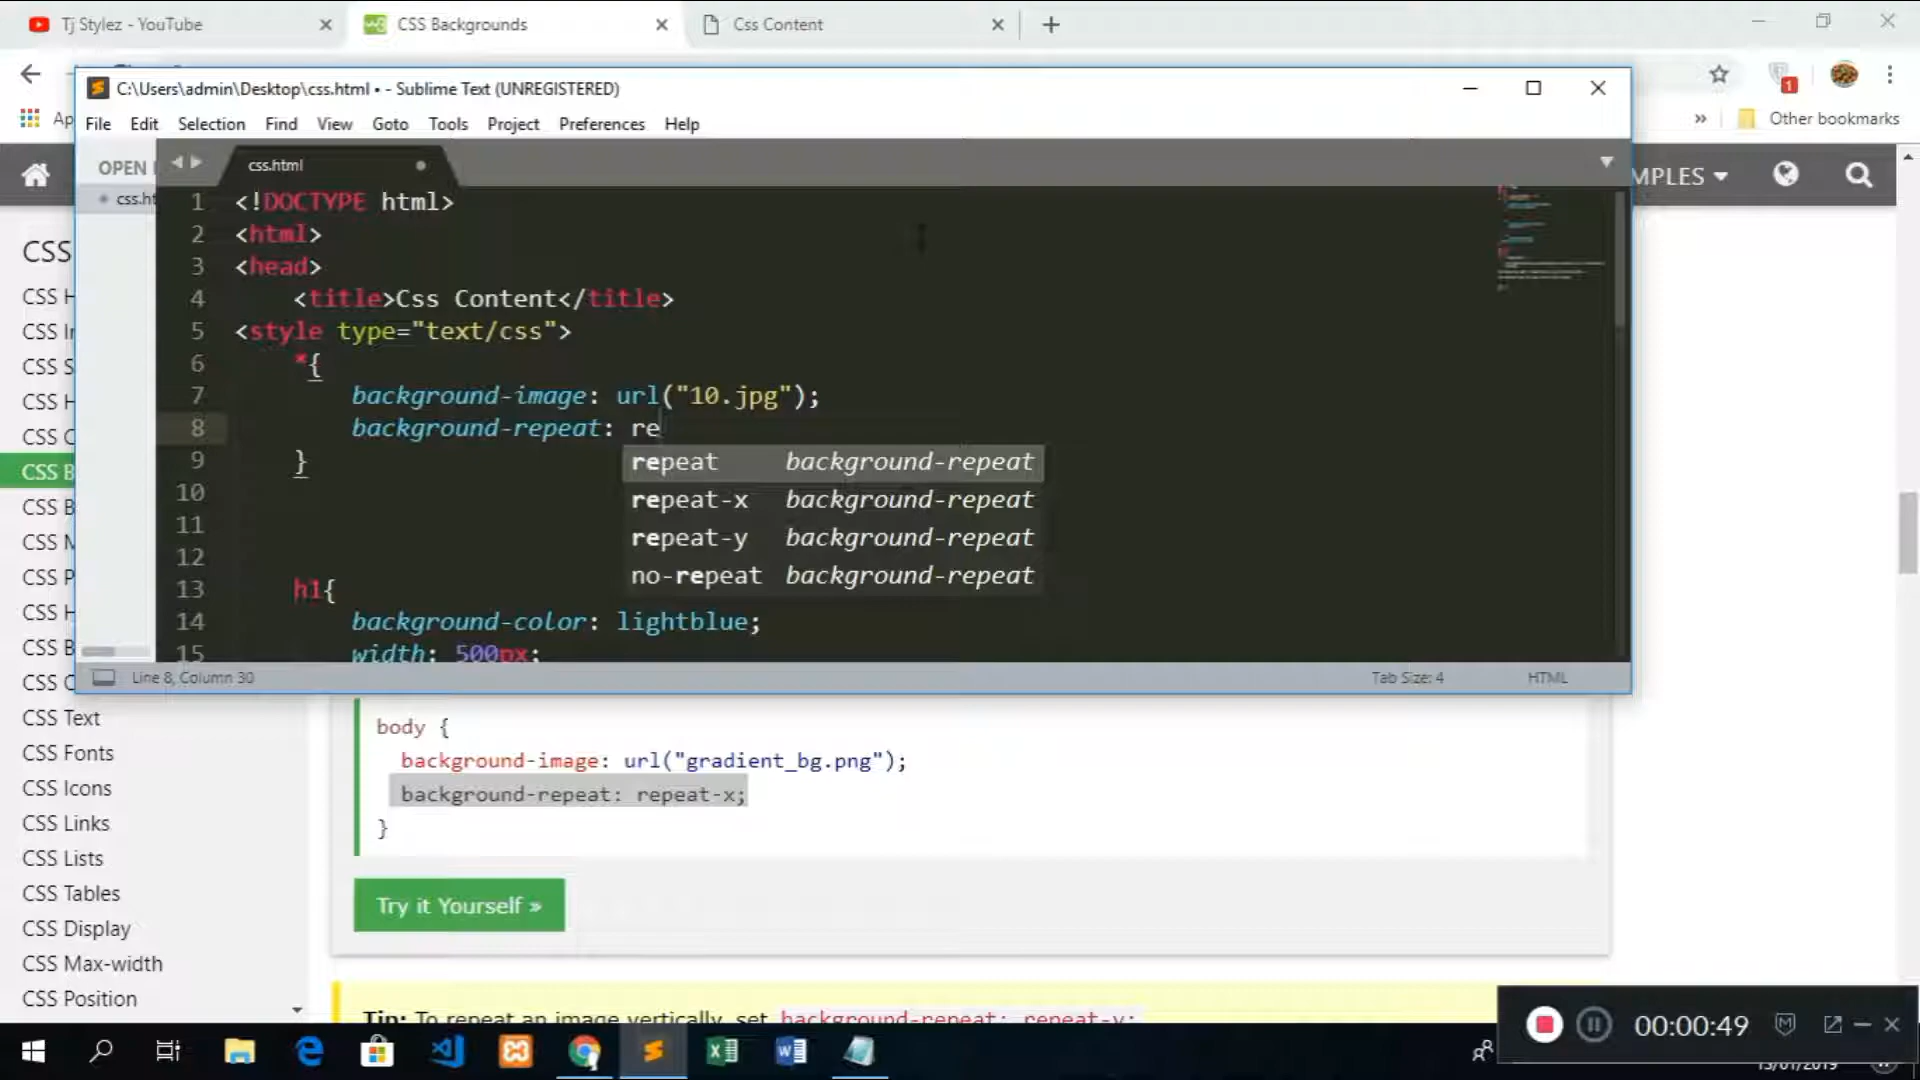 Tj Stylez - YouTube
CSS Backgrounds
Css Content
C:\Users\admin\Desktop\css.html • - Sublime Text (UNREGISTERED)
1
Ap
File Edit Selection Find View Goto Tools Project Preferences Help
» Other bookmarks
OPEN
css.html
MPLES
css.ht
1 <!DOCTYPE html>
2 <html>
3 <head>
4 <title>Css Content</title>
5 <style type="text/css">
6 *{
7 background-image: url("10.jpg");
8 background-repeat: re
9 }
repeat background-repeat
repeat-x background-repeat
repeat-y background-repeat
no-repeat background-repeat
10
11
12
13 h1{
14 background-color: lightblue;
15 width: 500px;
Line 8, Column 30
Tab Size: 4
HTML
CSS
CSS H
CSS In
CSS S
CSS H
CSS C
CSS B
CSS B
CSS M
CSS P
CSS H
CSS B
CSS C
CSS Text
CSS Fonts
CSS Icons
CSS Links
CSS Lists
CSS Tables
CSS Display
CSS Max-width
CSS Position
body {
background-image: url("gradient_bg.png");
background-repeat: repeat-x;
}
Try it Yourself »
Tip: To repeat an image vertically, set background-repeat: repeat-y;
00:00:49
13/01/2019